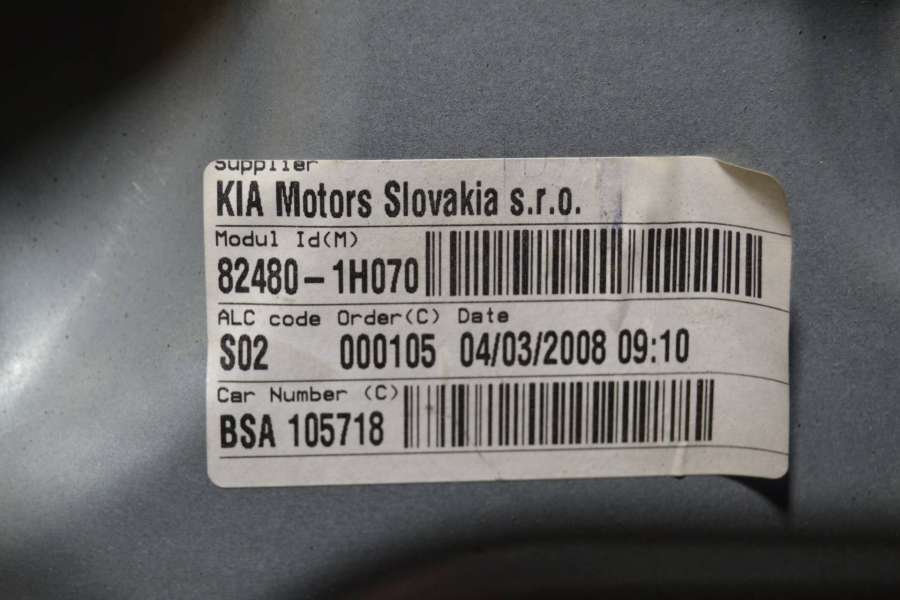 Supplier
KIA Motors Slovakia s.r.o.
Modul Id(M)
82480-1H070
ALC code Order(C) Date
S02 000105 04/03/2008 09:10
Car Number (C)
BSA 105718